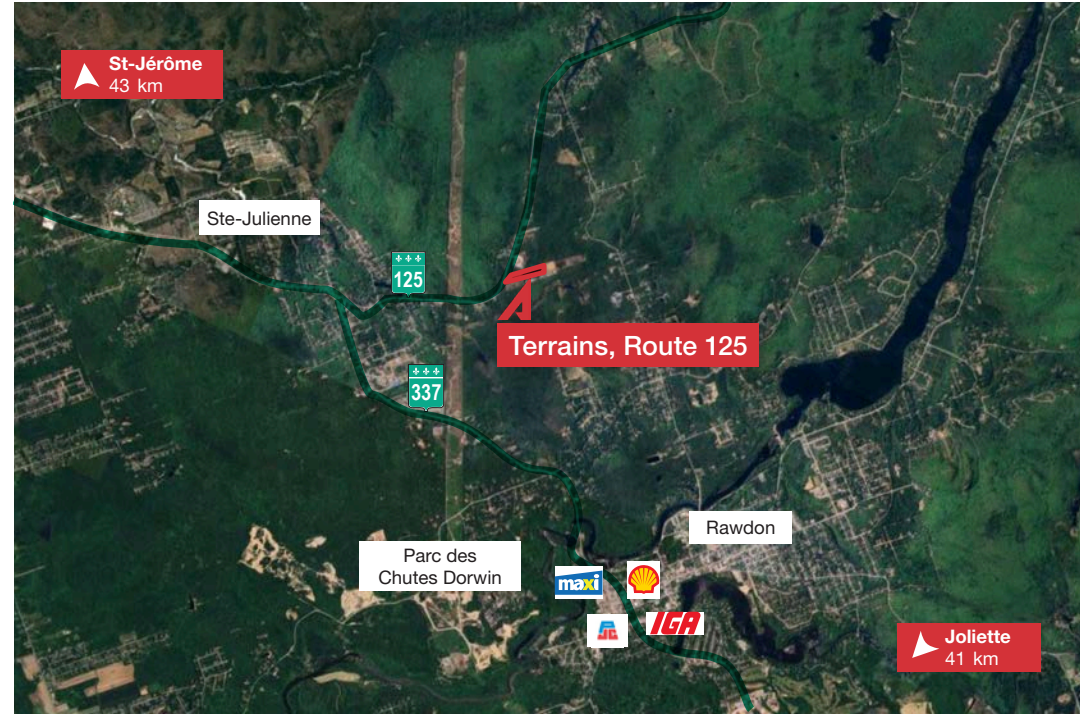 St-Jérôme
43 km
Ste-Julienne
125
Terrains, Route 125
337
Rawdon
Parc des
Chutes Dorwin
maxi
PJC
IGA
Joliette
41 km